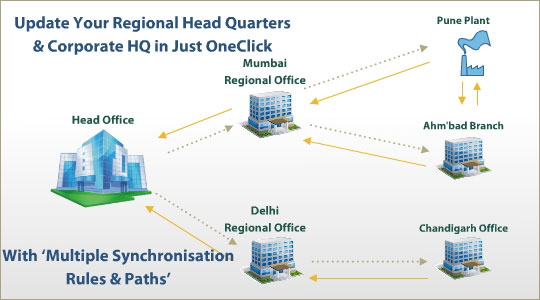 Update Your Regional Head Quarters
& Corporate HQ in Just OneClick
Pune Plant
Mumbai
Regional Office
Head Office
Ahm'bad Branch
Delhi
Regional Office
Chandigarh Office
With ‘Multiple Synchronisation
Rules & Paths’